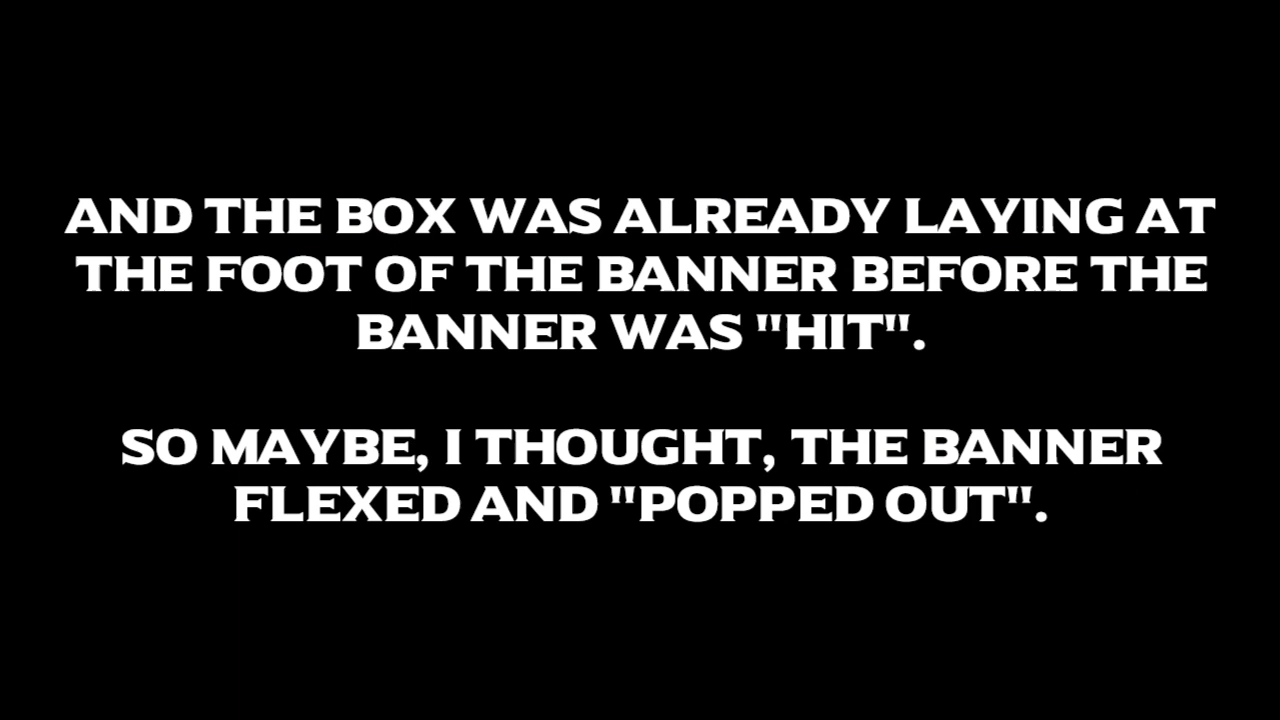 AND THE BOX WAS ALREADY LAYING AT
THE FOOT OF THE BANNER BEFORE THE
BANNER WAS "HIT".
SO MAYBE, I THOUGHT, THE BANNER
FLEXED AND "POPPED OUT".